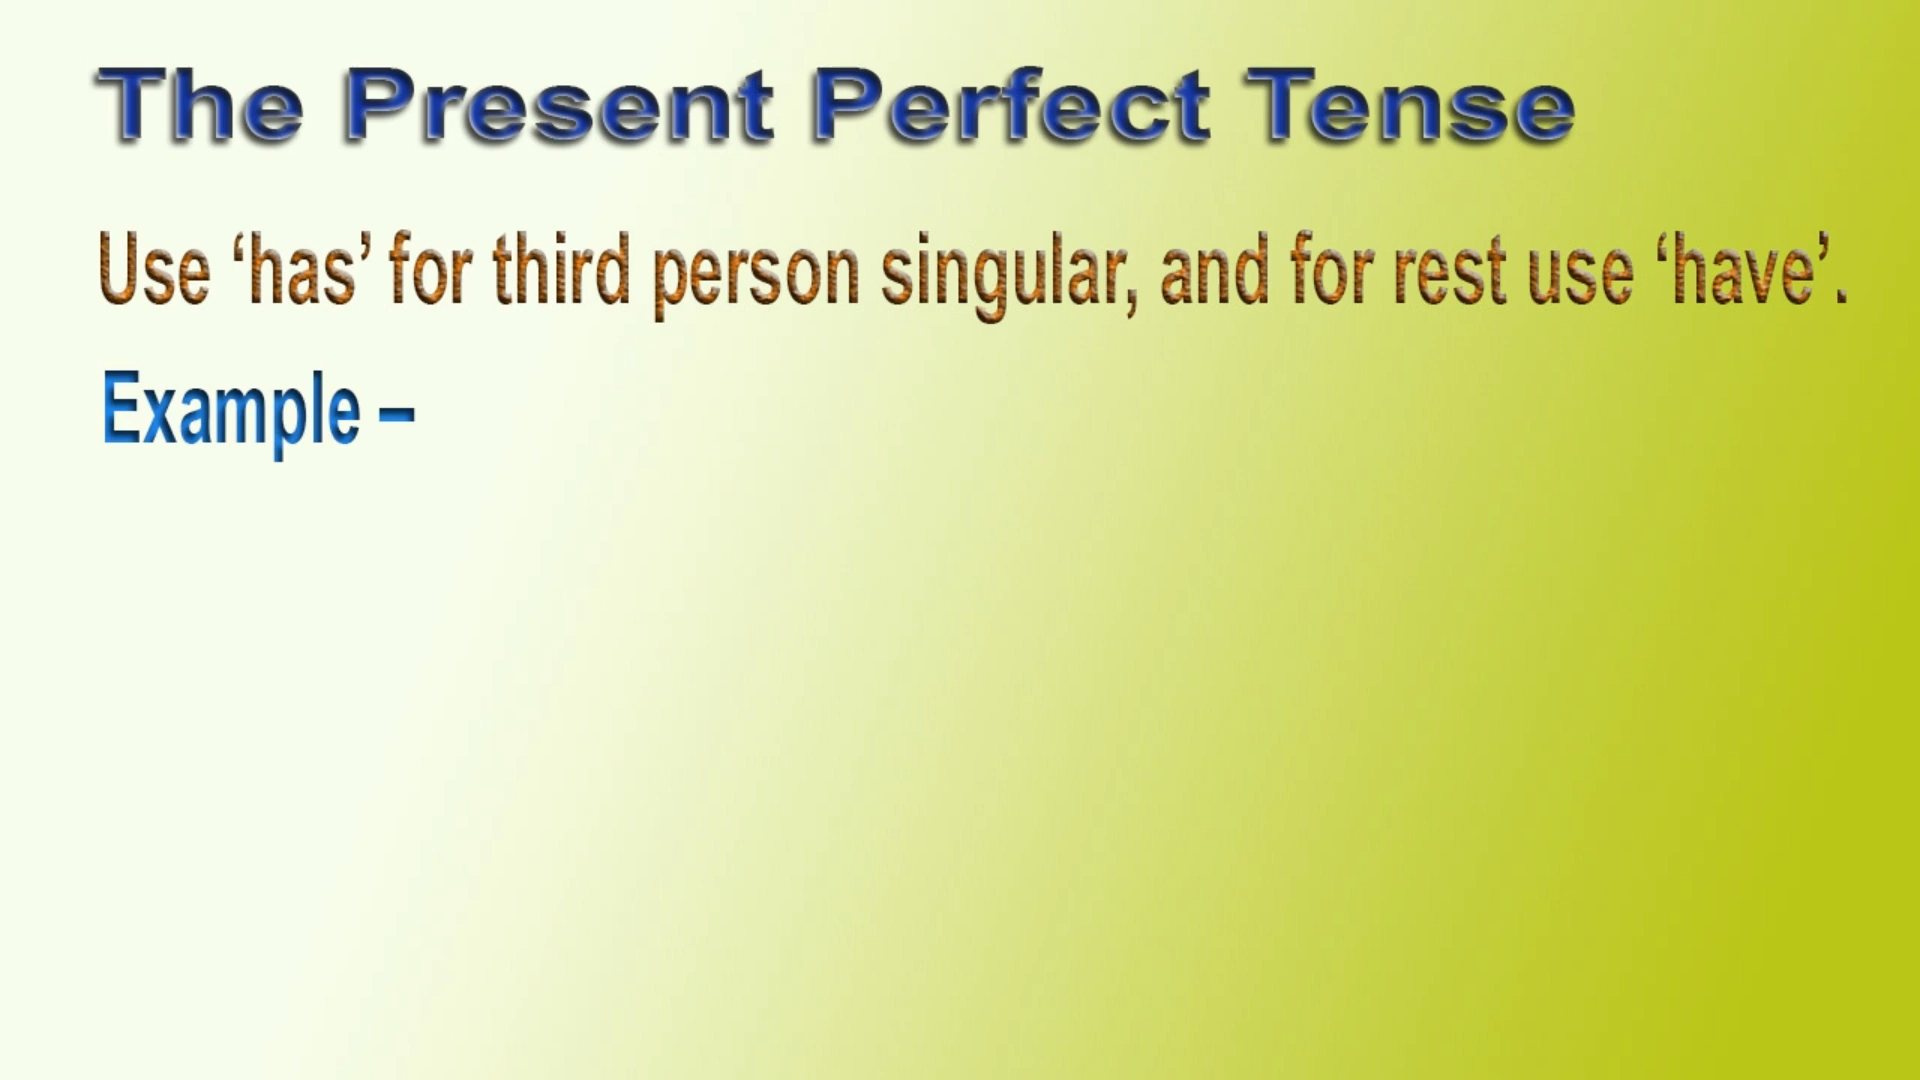 The Present Perfect Tense
Use ‘has’ for third person singular, and for rest use ‘have’.
Example –